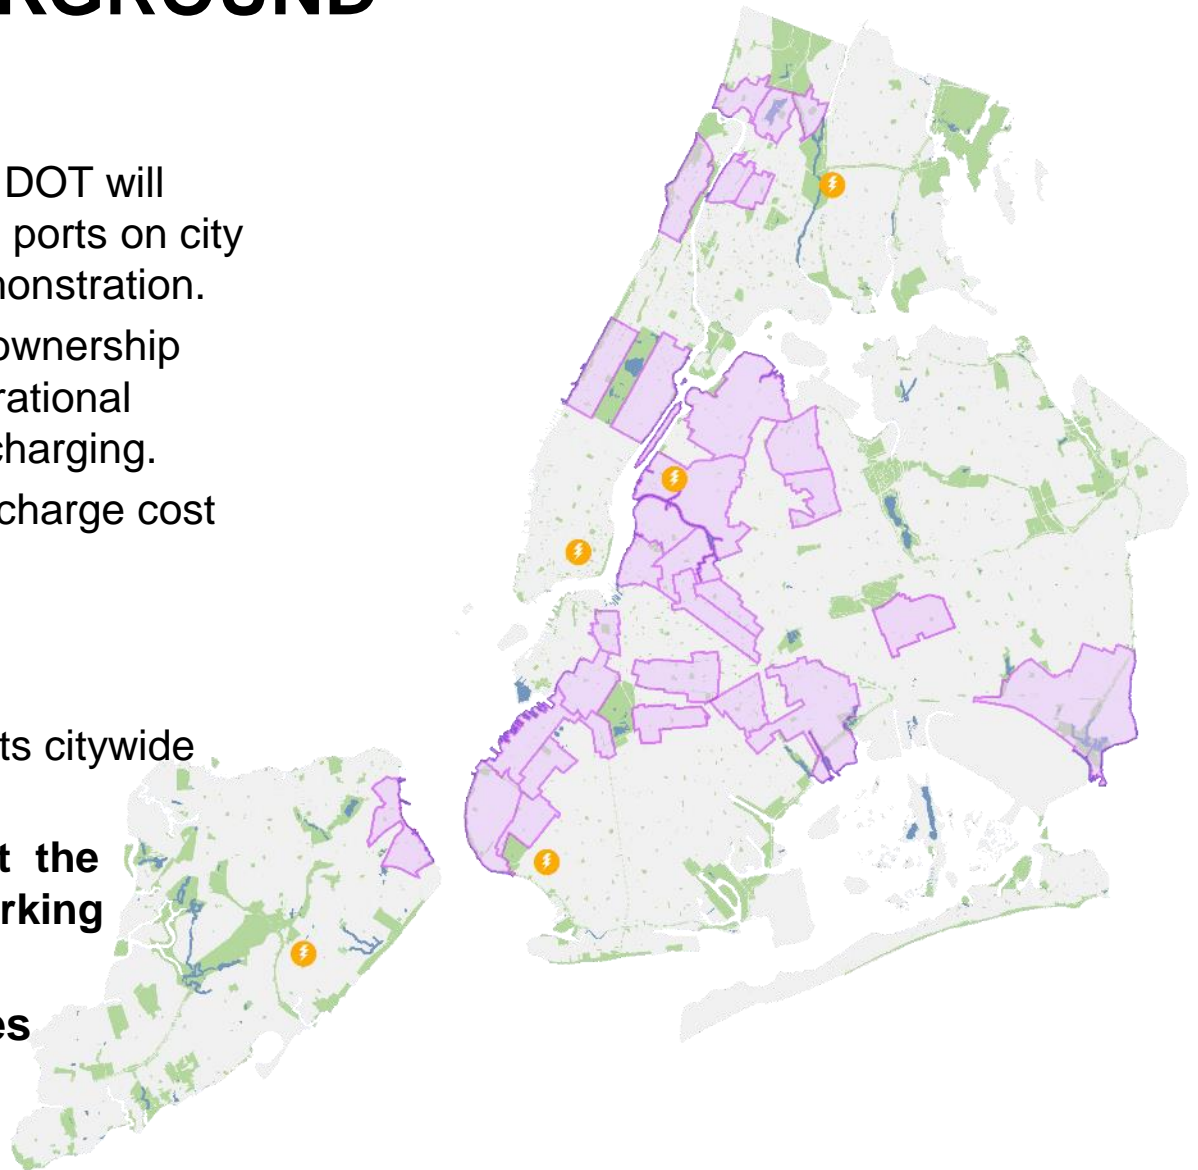 RGROUND
DOT will
ports on city
nonstration.
ownership
rational
charging.
charge cost
ts citywide
t the
rking
es